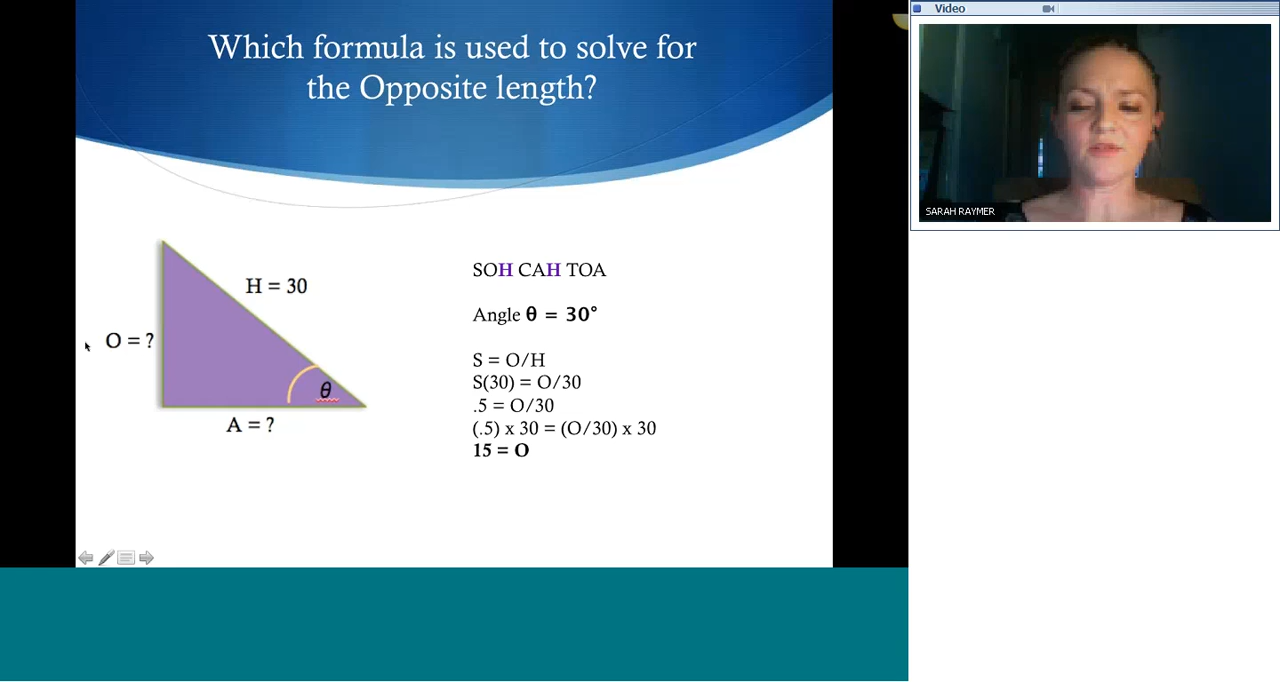 Which formula is used to solve for
the Opposite length?
H = 30
O = ?
θ
A = ?
SOH CAH TOA
Angle θ = 30°
S = O/H
S(30) = O/30
.5 = O/30
(.5) x 30 = (O/30) x 30
15 = O
Video
SARAH RAYMER